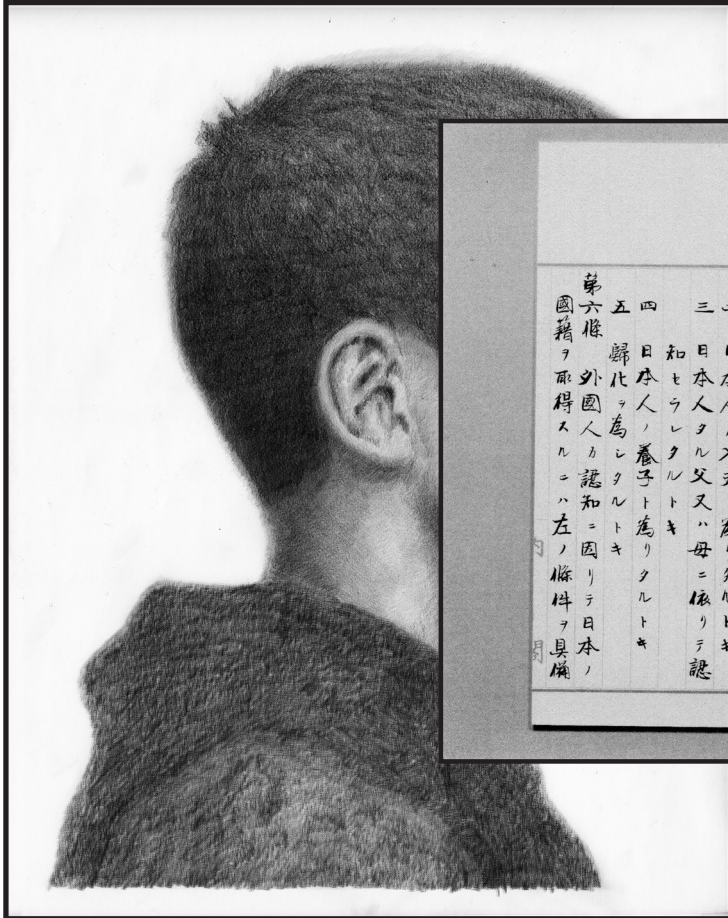 三 日本人タル父又ハ母ニ依リテ認
知セラレタルトキ
四 日本人ノ養子ト為リタルトキ
五 歸化ヲ為シタルトキ
第六條 外國人カ認知ニ因リテ日本ノ
國籍ヲ取得スルニハ左ノ條件ヲ具備
内閣